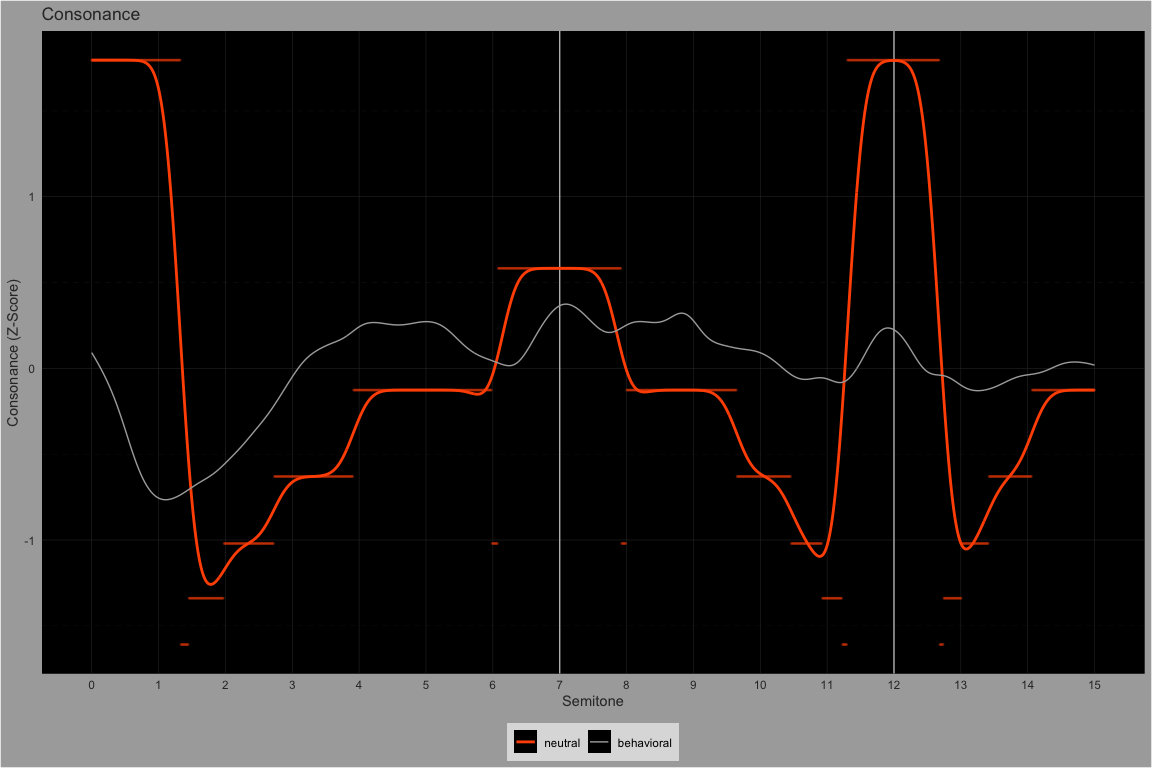 Consonance
Consonance (Z-Score)
1
0
-1
0 1 2 3 4 5 6 7 8 9 10 11 12 13 14 15
Semitone
neutral behavioral